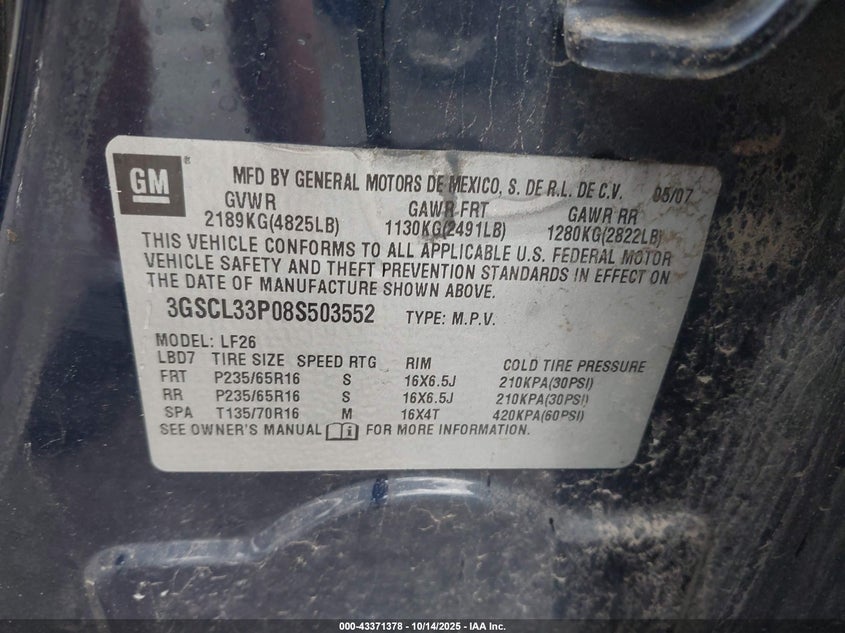 GM
MFD BY GENERAL MOTORS DE MEXICO, S. DE R.L. DE C.V. 05/07
GVWR GAWR FRT GAWR RR
2189KG(4825LB) 1130KG(2491LB) 1280KG(2822LB)
THIS VEHICLE CONFORMS TO ALL APPLICABLE U.S. FEDERAL MOTOR
VEHICLE SAFETY AND THEFT PREVENTION STANDARDS IN EFFECT ON
THE DATE OF MANUFACTURE SHOWN ABOVE.
3GSCL33P08S503552 TYPE: M.P.V.
MODEL: LF26
LBD7 TIRE SIZE SPEED RTG RIM COLD TIRE PRESSURE
FRT P235/65R16 S 16X6.5J 210KPA(30PSI)
RR P235/65R16 S 16X6.5J 210KPA(30PSI)
SPA T135/70R16 M 16X4T 420KPA(60PSI)
SEE OWNER'S MANUAL FOR MORE INFORMATION.
000-43371378 - 10/14/2025 - IAA Inc.